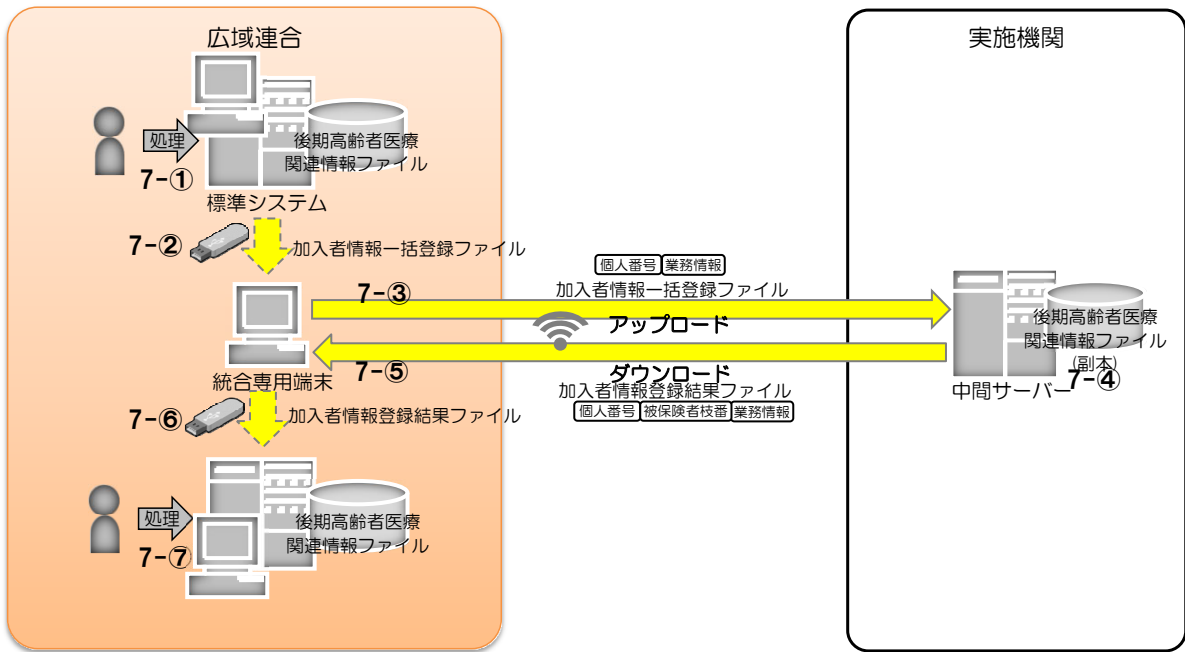 広域連合
実施機関
処理
後期高齢者医療
関連情報ファイル
7-①
標準システム
7-②
加入者情報一括登録ファイル
個人番号 業務情報
7-③
加入者情報一括登録ファイル
アップロード
後期高齢者医療
関連情報ファイル
(副本)
7-④
中間サーバー
7-⑤
ダウンロード
統合専用端末
加入者情報登録結果ファイル
個人番号 被保険者枝番 業務情報
7-⑥
加入者情報登録結果ファイル
処理
後期高齢者医療
関連情報ファイル
7-⑦